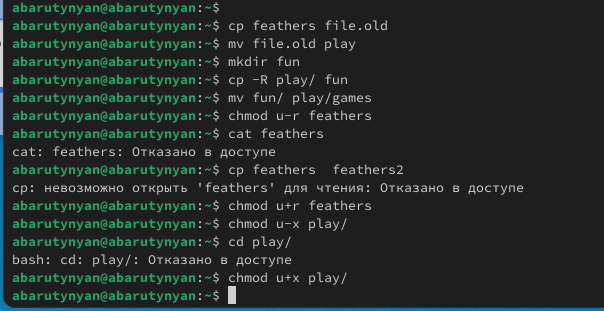 abarutynyan@abarutynyan:~$
abarutynyan@abarutynyan:~$ cp feathers file.old
abarutynyan@abarutynyan:~$ mv file.old play
abarutynyan@abarutynyan:~$ mkdir fun
abarutynyan@abarutynyan:~$ cp -R play/ fun
abarutynyan@abarutynyan:~$ mv fun/ play/games
abarutynyan@abarutynyan:~$ chmod u-r feathers
abarutynyan@abarutynyan:~$ cat feathers
cat: feathers: Отказано в доступе
abarutynyan@abarutynyan:~$ cp feathers  feathers2
cp: невозможно открыть 'feathers' для чтения: Отказано в доступе
abarutynyan@abarutynyan:~$ chmod u+r feathers
abarutynyan@abarutynyan:~$ chmod u-x play/
abarutynyan@abarutynyan:~$ cd play/
bash: cd: play/: Отказано в доступе
abarutynyan@abarutynyan:~$ chmod u+x play/
abarutynyan@abarutynyan:~$